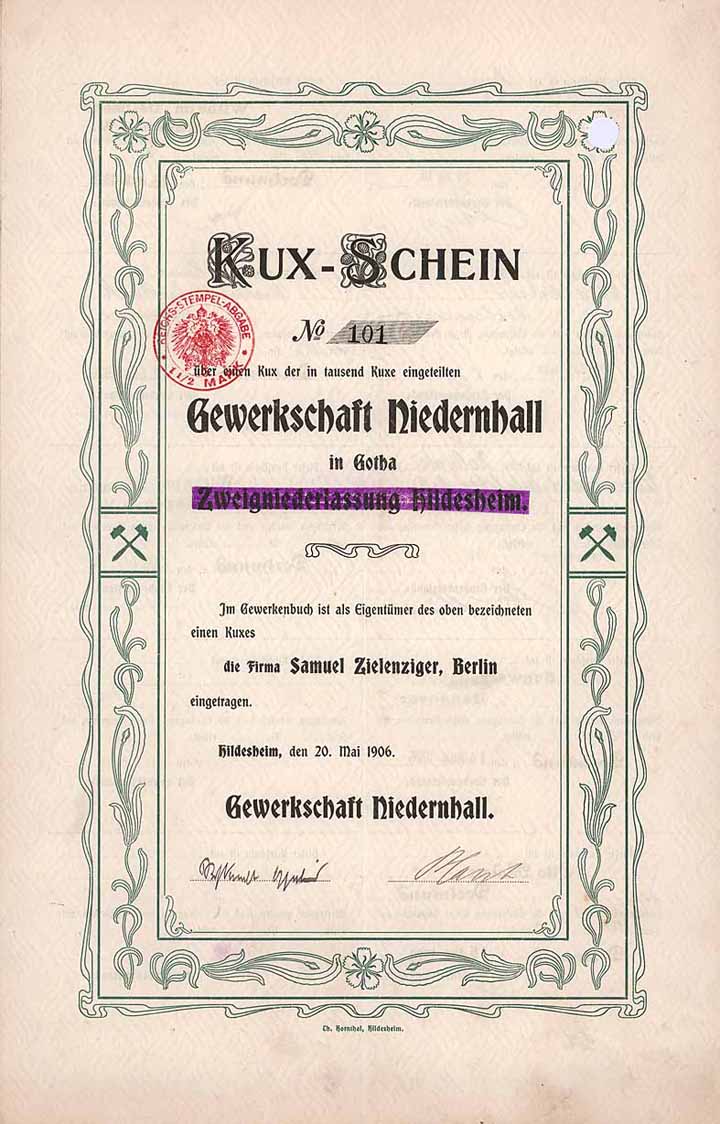 KUX-SCHEIN
No 101
REICHS-STEMPEL-ABGABE
1 1/2 MARK
über einen Kux der in tausend Kuxe eingeteilten
Gewerkschaft Niedernhall
in Gotha
Zweigniederlassung Hildesheim.
Im Gewerkenbuch ist als Eigentümer des oben bezeichneten
einen Kuxes
die Firma Samuel Zielenziger, Berlin
eingetragen.
Hildesheim, den 20. Mai 1906.
Gewerkschaft Niedernhall.
Th. Hornthal, Hildesheim.